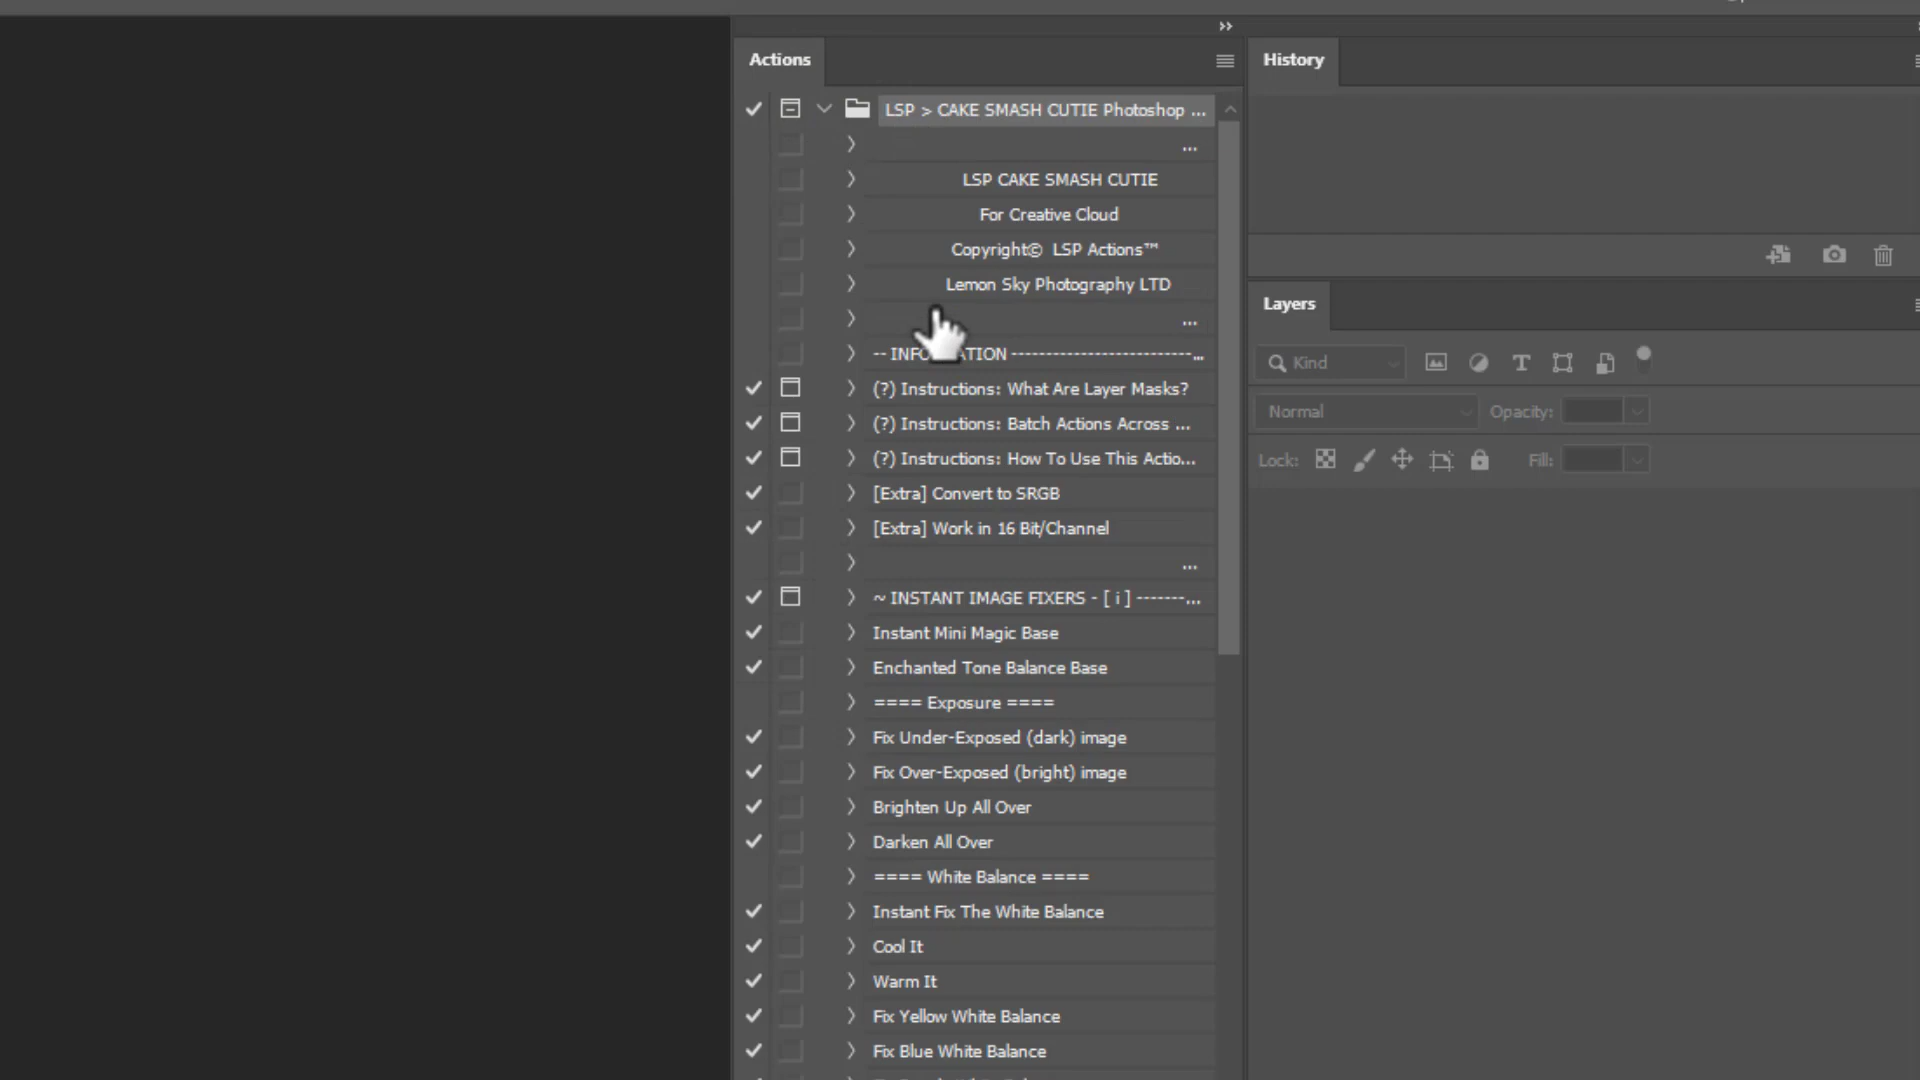 Actions
LSP > CAKE SMASH CUTIE Photoshop ...
...
LSP CAKE SMASH CUTIE
For Creative Cloud
Copyright© LSP Actions™
Lemon Sky Photography LTD
...
-- INFORMATION --------------------------...
(?) Instructions: What Are Layer Masks?
(?) Instructions: Batch Actions Across ...
(?) Instructions: How To Use This Actio...
[Extra] Convert to SRGB
[Extra] Work in 16 Bit/Channel
...
~ INSTANT IMAGE FIXERS - [ i ] -------...
Instant Mini Magic Base
Enchanted Tone Balance Base
==== Exposure ====
Fix Under-Exposed (dark) image
Fix Over-Exposed (bright) image
Brighten Up All Over
Darken All Over
==== White Balance ====
Instant Fix The White Balance
Cool It
Warm It
Fix Yellow White Balance
Fix Blue White Balance
History
Layers
Kind
Normal
Opacity:
Lock:
Fill: